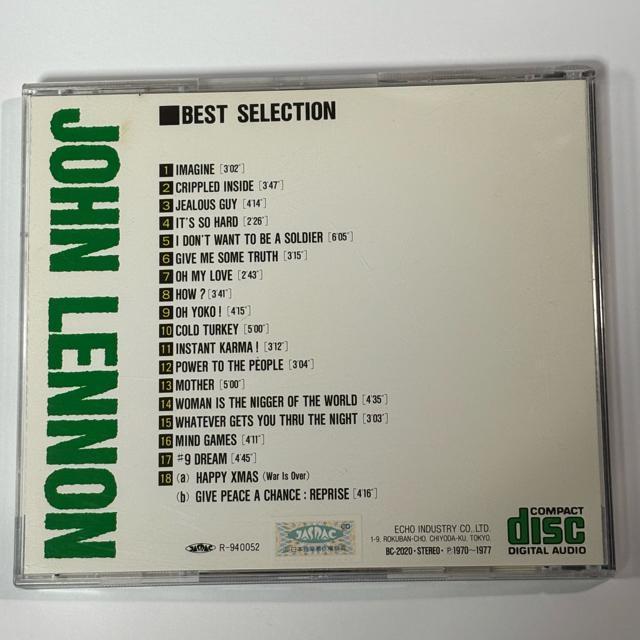 JOHN LENNON
■BEST SELECTION
1 IMAGINE [3'02"]
2 CRIPPLED INSIDE [3'47"]
3 JEALOUS GUY [4'14"]
4 IT'S SO HARD [2'26"]
5 I DON'T WANT TO BE A SOLDIER [6'05"]
6 GIVE ME SOME TRUTH [3'15"]
7 OH MY LOVE [2'43"]
8 HOW ? [3'41"]
9 OH YOKO ! [4'15"]
10 COLD TURKEY [5'00"]
11 INSTANT KARMA ! [3'12"]
12 POWER TO THE PEOPLE [3'04"]
13 MOTHER [5'00"]
14 WOMAN IS THE NIGGER OF THE WORLD [4'35"]
15 WHATEVER GETS YOU THRU THE NIGHT [3'03"]
16 MIND GAMES [4'11"]
17 #9 DREAM [4'45"]
18 (a) HAPPY XMAS (War Is Over)
(b) GIVE PEACE A CHANCE : REPRISE [4'16"]
JASRAC R-940052
JASRAC
CD
ECHO INDUSTRY CO. LTD.
1-9, ROKUBAN-CHO, CHIYODA-KU, TOKYO.
BC-2020・STEREO・P.1970~1977
COMPACT
disc
DIGITAL AUDIO